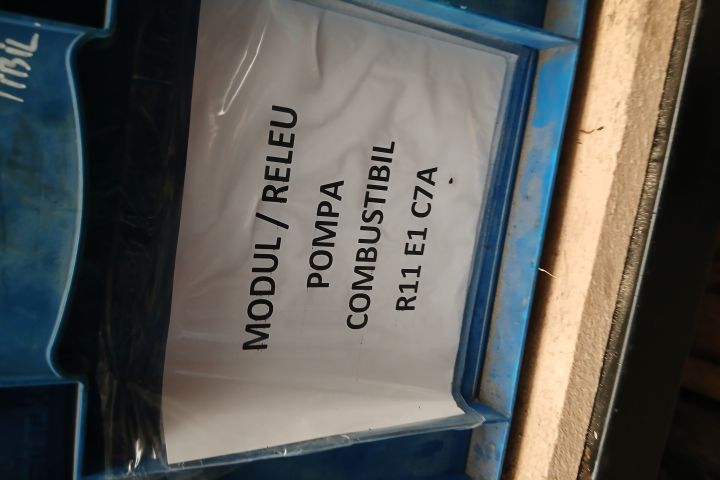 MODUL / RELEU
POMPA
COMBUSTIBIL
R11 E1 C7A